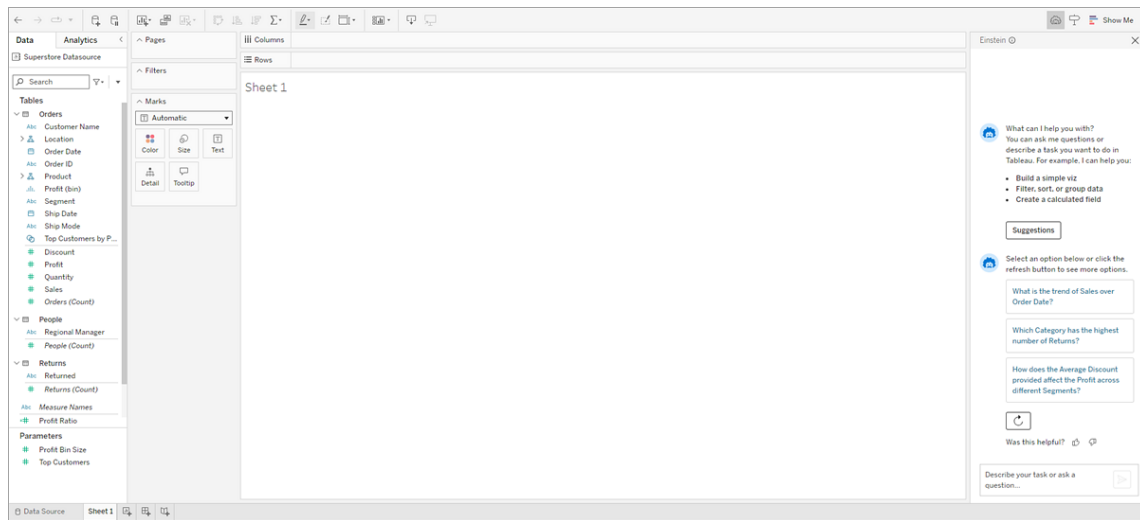 Show Me
Data
Analytics
Pages
Columns
Einstein
Superstore Datasource
Rows
Search
Filters
Sheet 1
Tables
Marks
Orders
Automatic
Abc Customer Name
Location
Order Date
Color
Size
Text
Abc Order ID
Product
Profit (bin)
Detail
Tooltip
Abc Segment
Ship Date
Abc Ship Mode
Top Customers by P...
Discount
Profit
Quantity
Sales
Orders (Count)
People
Abc Regional Manager
People (Count)
Returns
Abc Returned
Returns (Count)
Abc Measure Names
Profit Ratio
Parameters
Profit Bin Size
Top Customers
What can I help you with?
You can ask me questions or
describe a task you want to do in
Tableau. For example, I can help you:
• Build a simple viz
• Filter, sort, or group data
• Create a calculated field
Suggestions
Select an option below or click the
refresh button to see more options.
What is the trend of Sales over
Order Date?
Which Category has the highest
number of Returns?
How does the Average Discount
provided affect the Profit across
different Segments?
Was this helpful?
Describe your task or ask a
question...
Data Source
Sheet 1